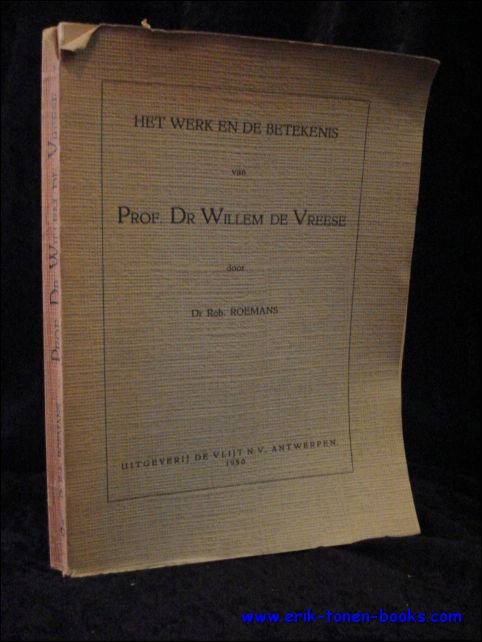 HET WERK EN DE BETEKENIS
van
PROF. DR WILLEM DE VREESE
door
Dr Rob. ROEMANS
UITGEVERIJ DE VLIJT N.V., ANTWERPEN.
1950
PROF. DR WILLEM DE VREESE
www.erik-tonen-books.com